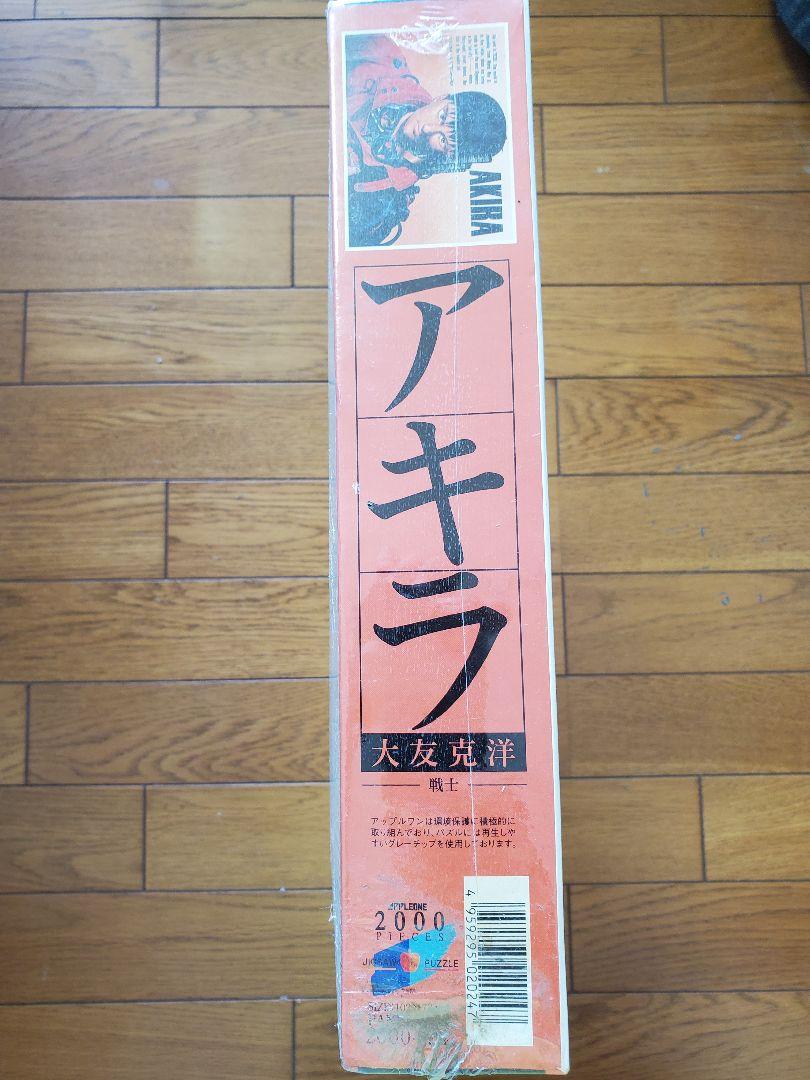 AKIRA
アキラ
大友克洋
戦士
アップルワンは環境保護に積極的に
取り組んでおり、パズルには再生しや
すいグレーチップを使用しております。
APPLEONE
2000
PIECES
JIGSAW PUZZLE
4959295020247